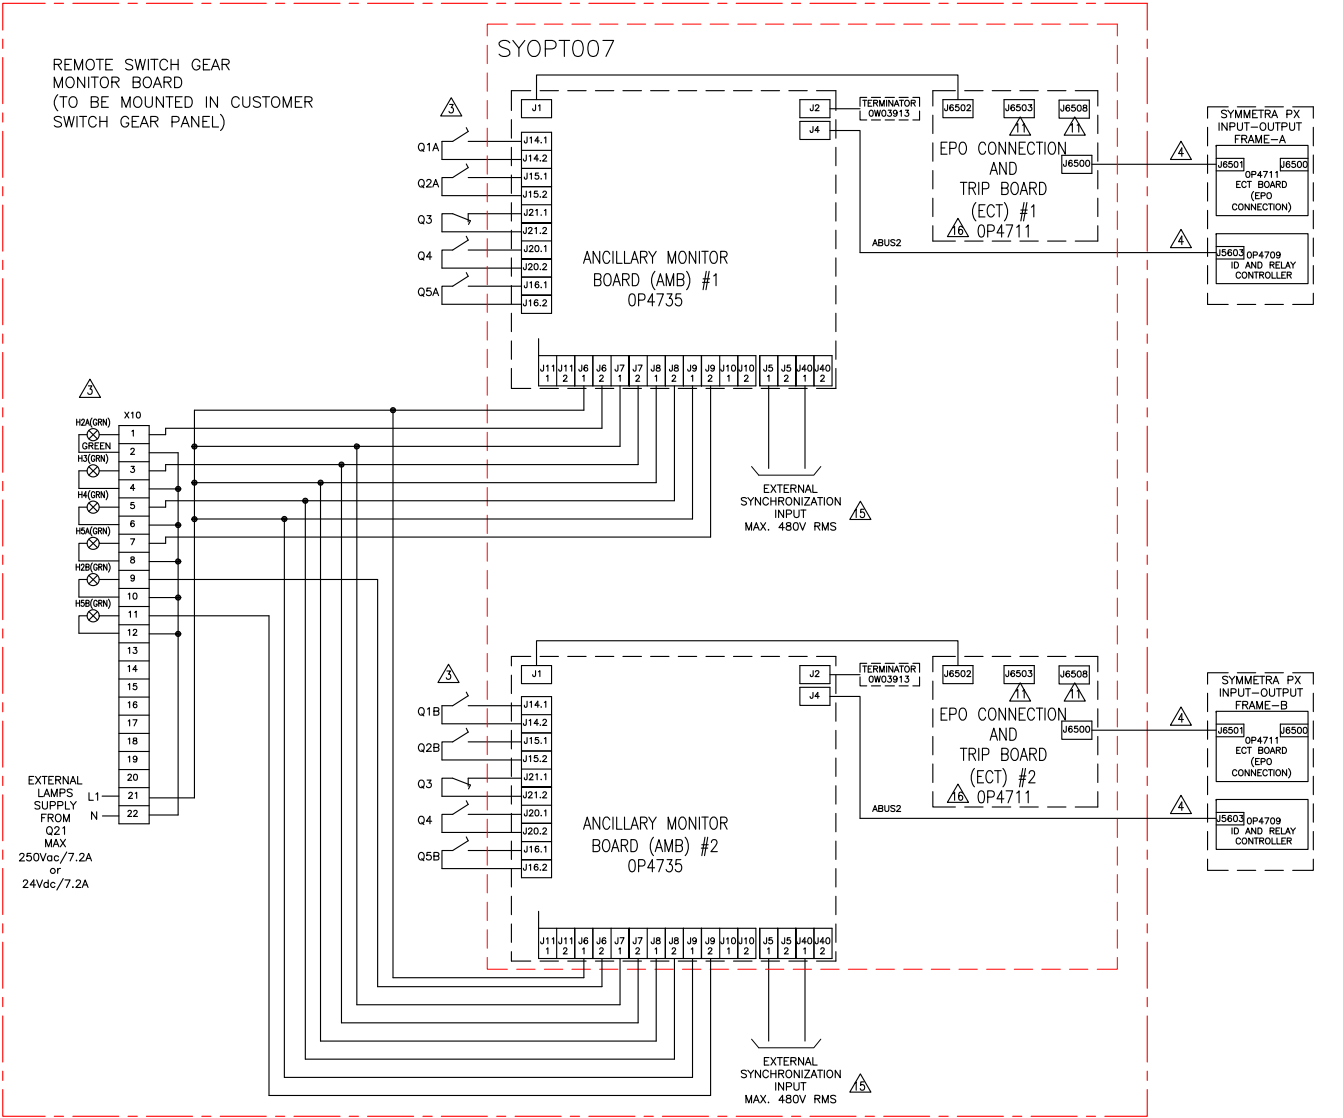 REMOTE SWITCH GEAR
MONITOR BOARD
(TO BE MOUNTED IN CUSTOMER
SWITCH GEAR PANEL)
SYOPT007
3
Q1A
Q2A
Q3
Q4
Q5A
J1
J14.1
J14.2
J15.1
J15.2
J21.1
J21.2
J20.1
J20.2
J16.1
J16.2
ANCILLARY MONITOR
BOARD (AMB) #1
0P4735
J2
J4
TERMINATOR
0W03913
ABUS2
J6502
J6503
J6508
11
11
EPO CONNECTION
AND
TRIP BOARD
(ECT) #1
16
0P4711
J6500
4
4
SYMMETRA PX
INPUT-OUTPUT
FRAME-A
J6501
J6500
0P4711
ECT BOARD
(EPO
CONNECTION)
J5603
0P4709
ID AND RELAY
CONTROLLER
J11 J11 J6 J6 J7 J7 J8 J8 J9 J9 J10 J10 J5 J5 J40 J40
1 2 1 2 1 2 1 2 1 2 1 2 1 2 1 2
EXTERNAL
SYNCHRONIZATION
INPUT
MAX. 480V RMS
15
3
X10
H2A(GRN)
GREEN
H3(GRN)
H4(GRN)
H5A(GRN)
H2B(GRN)
H5B(GRN)
1
2
3
4
5
6
7
8
9
10
11
12
13
14
15
16
17
18
19
20
21
22
L1
N
EXTERNAL
LAMPS
SUPPLY
FROM
Q21
MAX
250Vac/7.2A
or
24Vdc/7.2A
3
Q1B
Q2B
Q3
Q4
Q5B
J1
J14.1
J14.2
J15.1
J15.2
J21.1
J21.2
J20.1
J20.2
J16.1
J16.2
ANCILLARY MONITOR
BOARD (AMB) #2
0P4735
J2
J4
TERMINATOR
0W03913
ABUS2
J6502
J6503
J6508
11
11
EPO CONNECTION
AND
TRIP BOARD
(ECT) #2
16
0P4711
J6500
4
4
SYMMETRA PX
INPUT-OUTPUT
FRAME-B
J6501
J6500
0P4711
ECT BOARD
(EPO
CONNECTION)
J5603
0P4709
ID AND RELAY
CONTROLLER
J11 J11 J6 J6 J7 J7 J8 J8 J9 J9 J10 J10 J5 J5 J40 J40
1 2 1 2 1 2 1 2 1 2 1 2 1 2 1 2
EXTERNAL
SYNCHRONIZATION
INPUT
MAX. 480V RMS
15